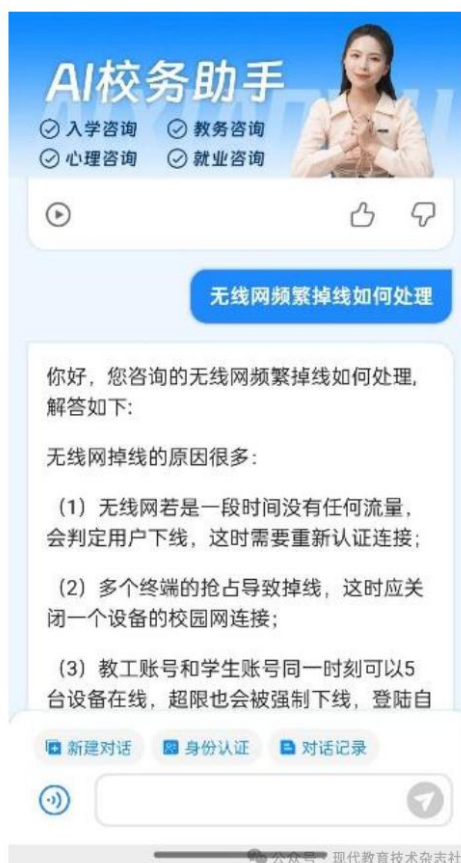 AI校务助手
入学咨询 教务咨询
心理咨询 就业咨询
无线网频繁掉线如何处理
你好，您咨询的无线网频繁掉线如何处理,
解答如下:
无线网掉线的原因很多：
（1）无线网若是一段时间没有任何流量，
会判定用户下线，这时需要重新认证连接；
（2）多个终端的抢占导致掉线，这时应关
闭一个设备的校园网连接；
（3）教工账号和学生账号同一时刻可以5
台设备在线，超限也会被强制下线，登陆自
新建对话 身份认证 对话记录
公众号·现代教育技术杂志社